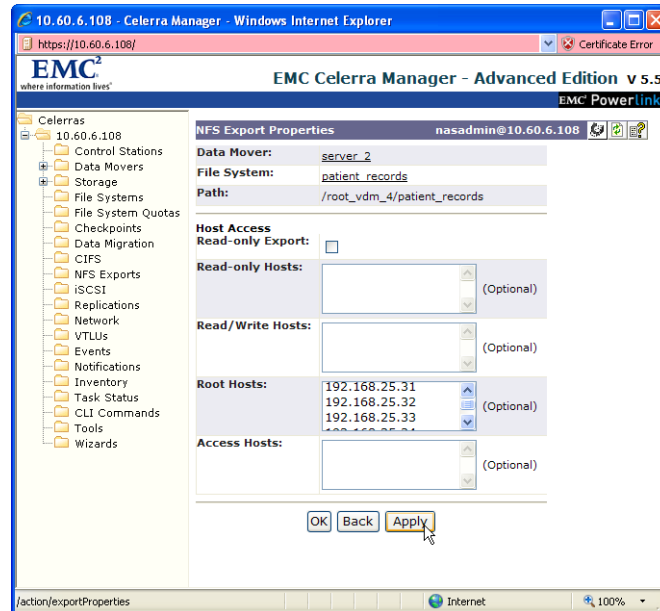 10.60.6.108 - Celerra Manager - Windows Internet Explorer
https://10.60.6.108/
Certificate Error
EMC²
where information lives®
EMC Celerra Manager - Advanced Edition v 5.5
EMC² Powerlink
Celerras
10.60.6.108
Control Stations
Data Movers
Storage
File Systems
File System Quotas
Checkpoints
Data Migration
CIFS
NFS Exports
iSCSI
Replications
Network
VTLUs
Events
Notifications
Inventory
Task Status
CLI Commands
Tools
Wizards
NFS Export Properties nasadmin@10.60.6.108
Data Mover: server_2
File System: patient_records
Path: /root_vdm_4/patient_records
Host Access
Read-only Export:
Read-only Hosts: (Optional)
Read/Write Hosts: (Optional)
Root Hosts:
192.168.25.31
192.168.25.32
192.168.25.33
(Optional)
Access Hosts: (Optional)
OK Back Apply
/action/exportProperties Internet 100%